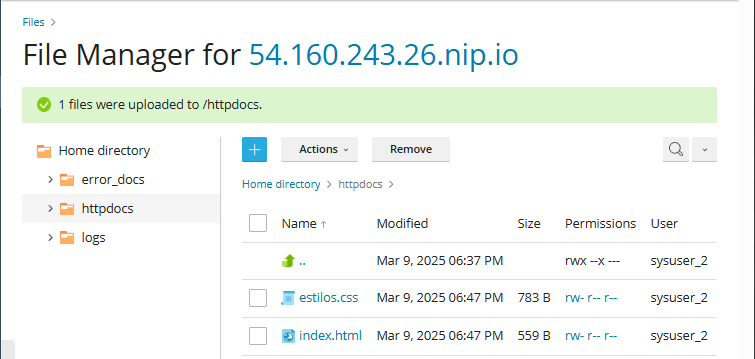 Files >
File Manager for 54.160.243.26.nip.io
1 files were uploaded to /httpdocs.
Home directory
error_docs
httpdocs
logs
+ Actions Remove
Home directory > httpdocs >
Name ↑ Modified Size Permissions User
.. Mar 9, 2025 06:37 PM rwx --x --- sysuser_2
estilos.css Mar 9, 2025 06:47 PM 783 B rw- r-- r-- sysuser_2
index.html Mar 9, 2025 06:47 PM 559 B rw- r-- r-- sysuser_2